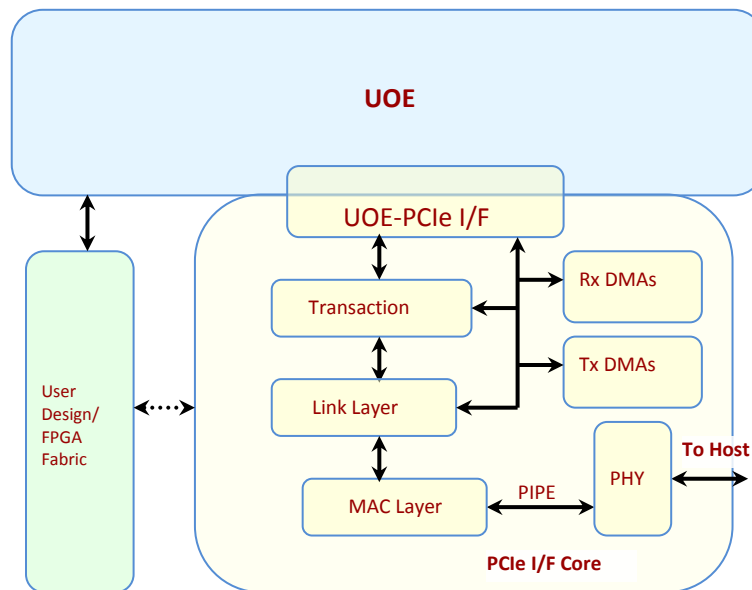 UOE
UOE-PCIe I/F
Rx DMAs
Transaction
Tx DMAs
User
Design/
FPGA
Fabric
Link Layer
To Host
PHY
PIPE
MAC Layer
PCIe I/F Core